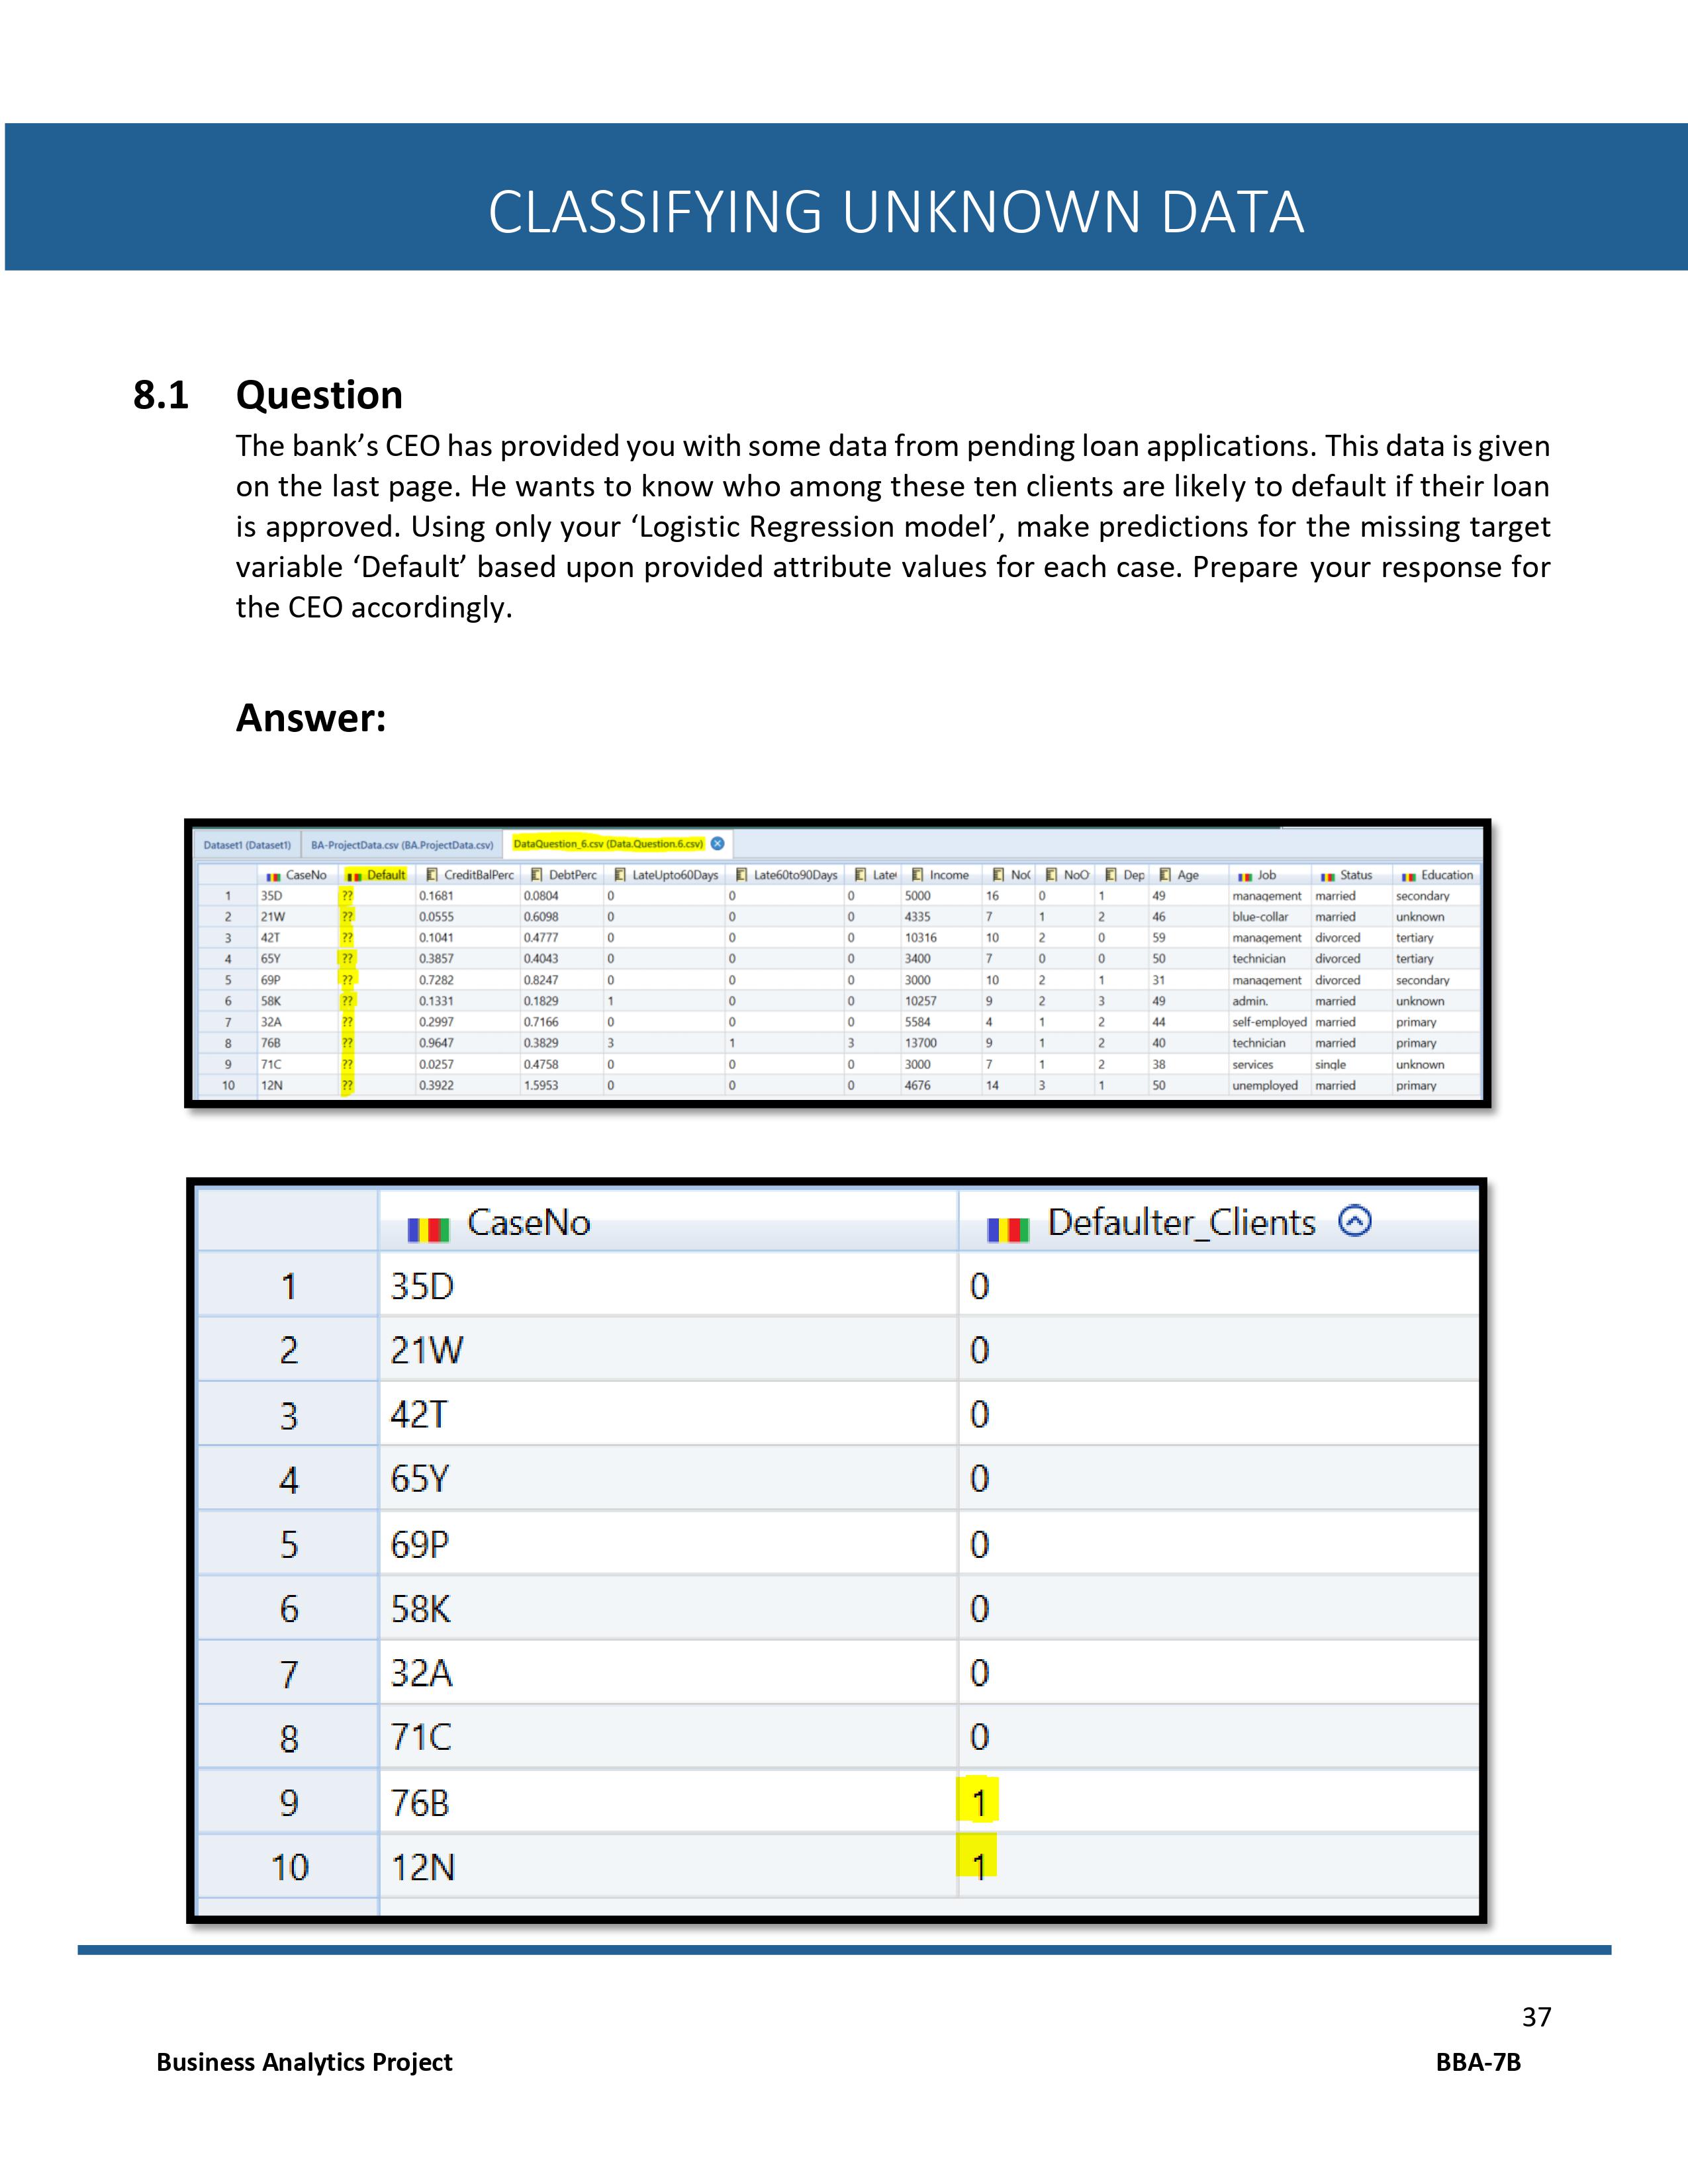 CLASSIFYING UNKNOWN DATA
8.1 Question
The bank’s CEO has provided you with some data from pending loan applications. This data is given
on the last page. He wants to know who among these ten clients are likely to default if their loan
is approved. Using only your ‘Logistic Regression model’, make predictions for the missing target
variable ‘Default’ based upon provided attribute values for each case. Prepare your response for
the CEO accordingly.
Answer:
Dataset1 (Dataset1) BA-ProjectData.csv (BA.ProjectData.csv) DataQuestion_6.csv (Data.Question.6.csv)
CaseNo Default CreditBalPerc DebtPerc LateUpto60Days Late60to90Days Late Income No NoO Dep Age Job Status Education
1 35D ?? 0.1681 0.0804 0 0 0 5000 16 0 1 49 management married secondary
2 21W ?? 0.0555 0.6098 0 0 0 4335 7 1 2 46 blue-collar married unknown
3 42T ?? 0.1041 0.4777 0 0 0 10316 10 2 0 59 management divorced tertiary
4 65Y ?? 0.3857 0.4043 0 0 0 3400 7 0 0 50 technician divorced tertiary
5 69P ?? 0.7282 0.8247 0 0 0 3000 10 2 1 31 management divorced secondary
6 58K ?? 0.1331 0.1829 1 0 0 10257 9 2 3 49 admin. married unknown
7 32A ?? 0.2997 0.7166 0 0 0 5584 4 1 2 44 self-employed married primary
8 76B ?? 0.9647 0.3829 3 1 3 13700 9 1 2 40 technician married primary
9 71C ?? 0.0257 0.4758 0 0 0 3000 7 1 2 38 services single unknown
10 12N ?? 0.3922 1.5953 0 0 0 4676 14 3 1 50 unemployed married primary
CaseNo Defaulter_Clients
1 35D 0
2 21W 0
3 42T 0
4 65Y 0
5 69P 0
6 58K 0
7 32A 0
8 71C 0
9 76B 1
10 12N 1
37
Business Analytics Project BBA-7B